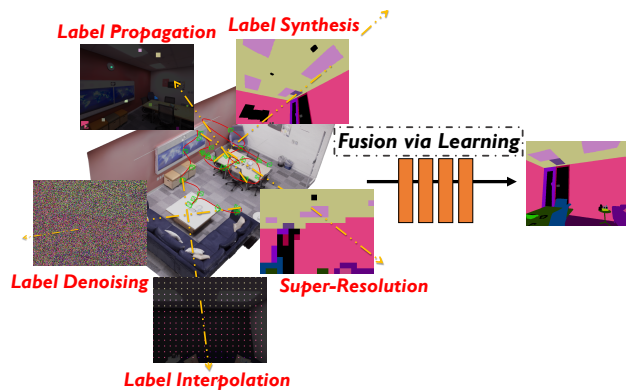 Label Propagation
Label Synthesis
Fusion via Learning
Label Denoising
Super-Resolution
Label Interpolation